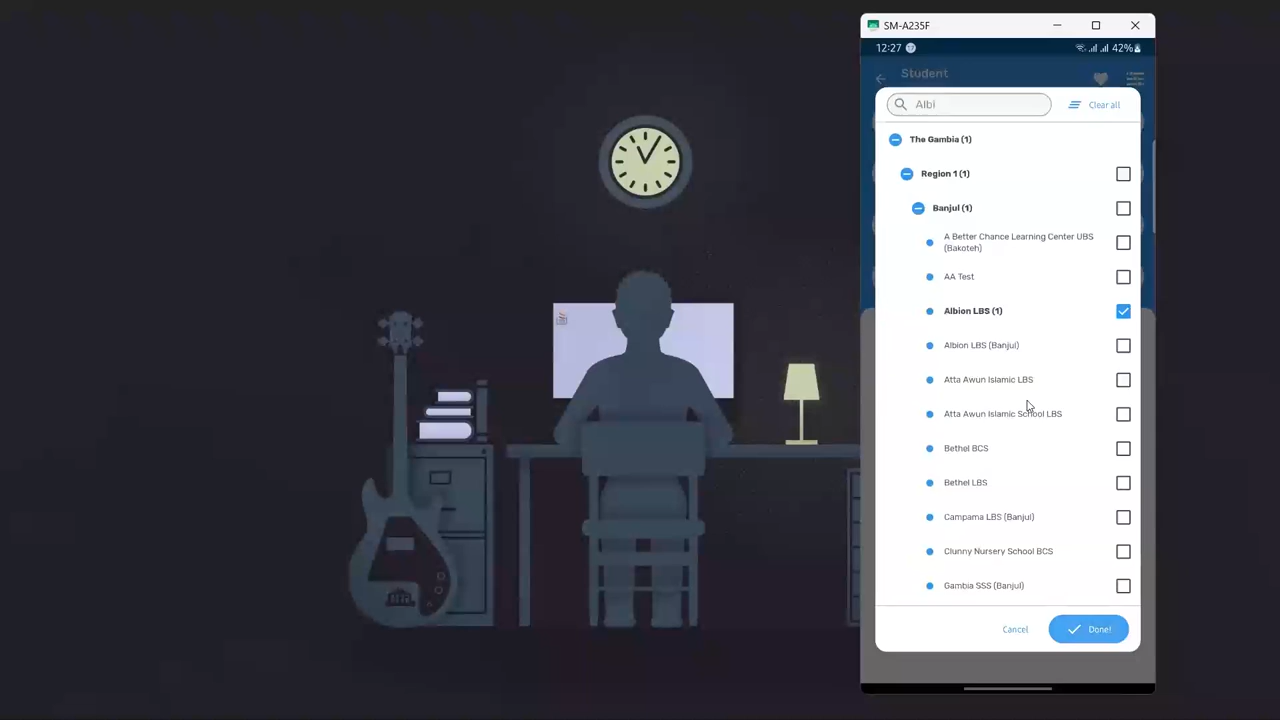 SM-A235F
12:27
42%
Student
Albi
Clear all
The Gambia (1)
Region 1 (1)
Banjul (1)
A Better Chance Learning Center UBS
(Bakoteh)
AA Test
Albion LBS (1)
Albion LBS (Banjul)
Atta Awun Islamic LBS
Atta Awun Islamic School LBS
Bethel BCS
Bethel LBS
Campama LBS (Banjul)
Clunny Nursery School BCS
Gambia SSS (Banjul)
Cancel
Done!